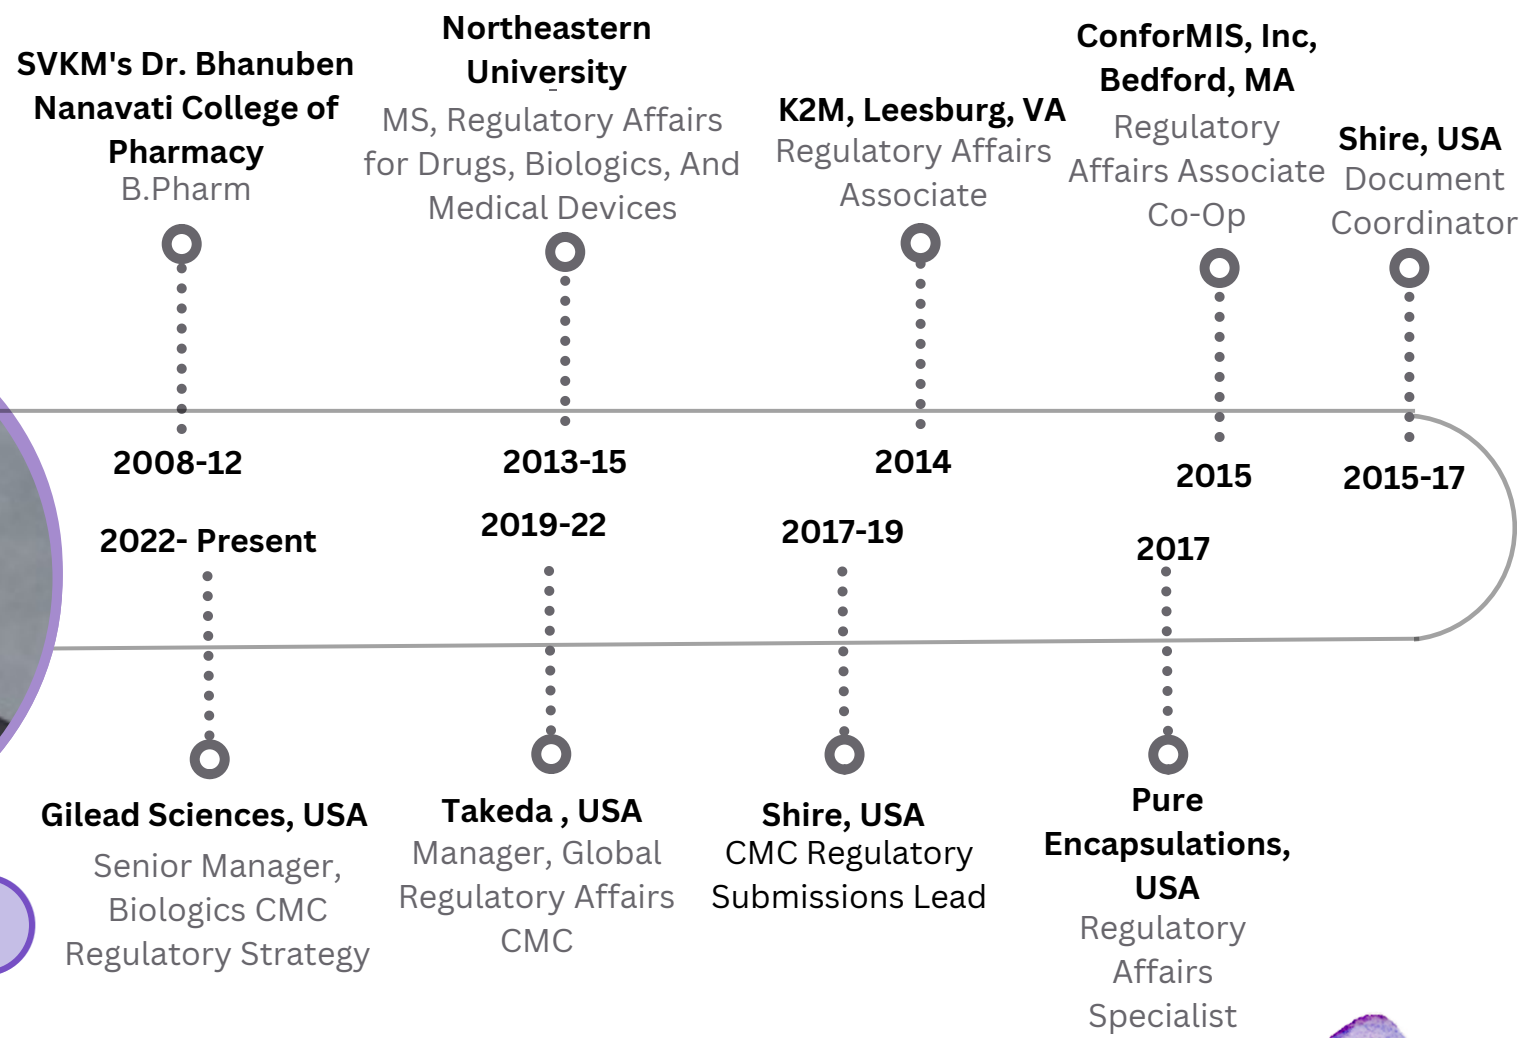 SVKM's Dr. Bhanuben
Nanavati College of
Pharmacy
B.Pharm
2008-12
Northeastern
University
MS, Regulatory Affairs
for Drugs, Biologics, And
Medical Devices
2013-15
K2M, Leesburg, VA
Regulatory Affairs
Associate
2014
ConforMIS, Inc,
Bedford, MA
Regulatory
Affairs Associate
Co-Op
2015
Shire, USA
Document
Coordinator
2015-17
2017
Pure
Encapsulations,
USA
Regulatory
Affairs
Specialist
2017-19
Shire, USA
CMC Regulatory
Submissions Lead
2019-22
Takeda , USA
Manager, Global
Regulatory Affairs
CMC
2022- Present
Gilead Sciences, USA
Senior Manager,
Biologics CMC
Regulatory Strategy